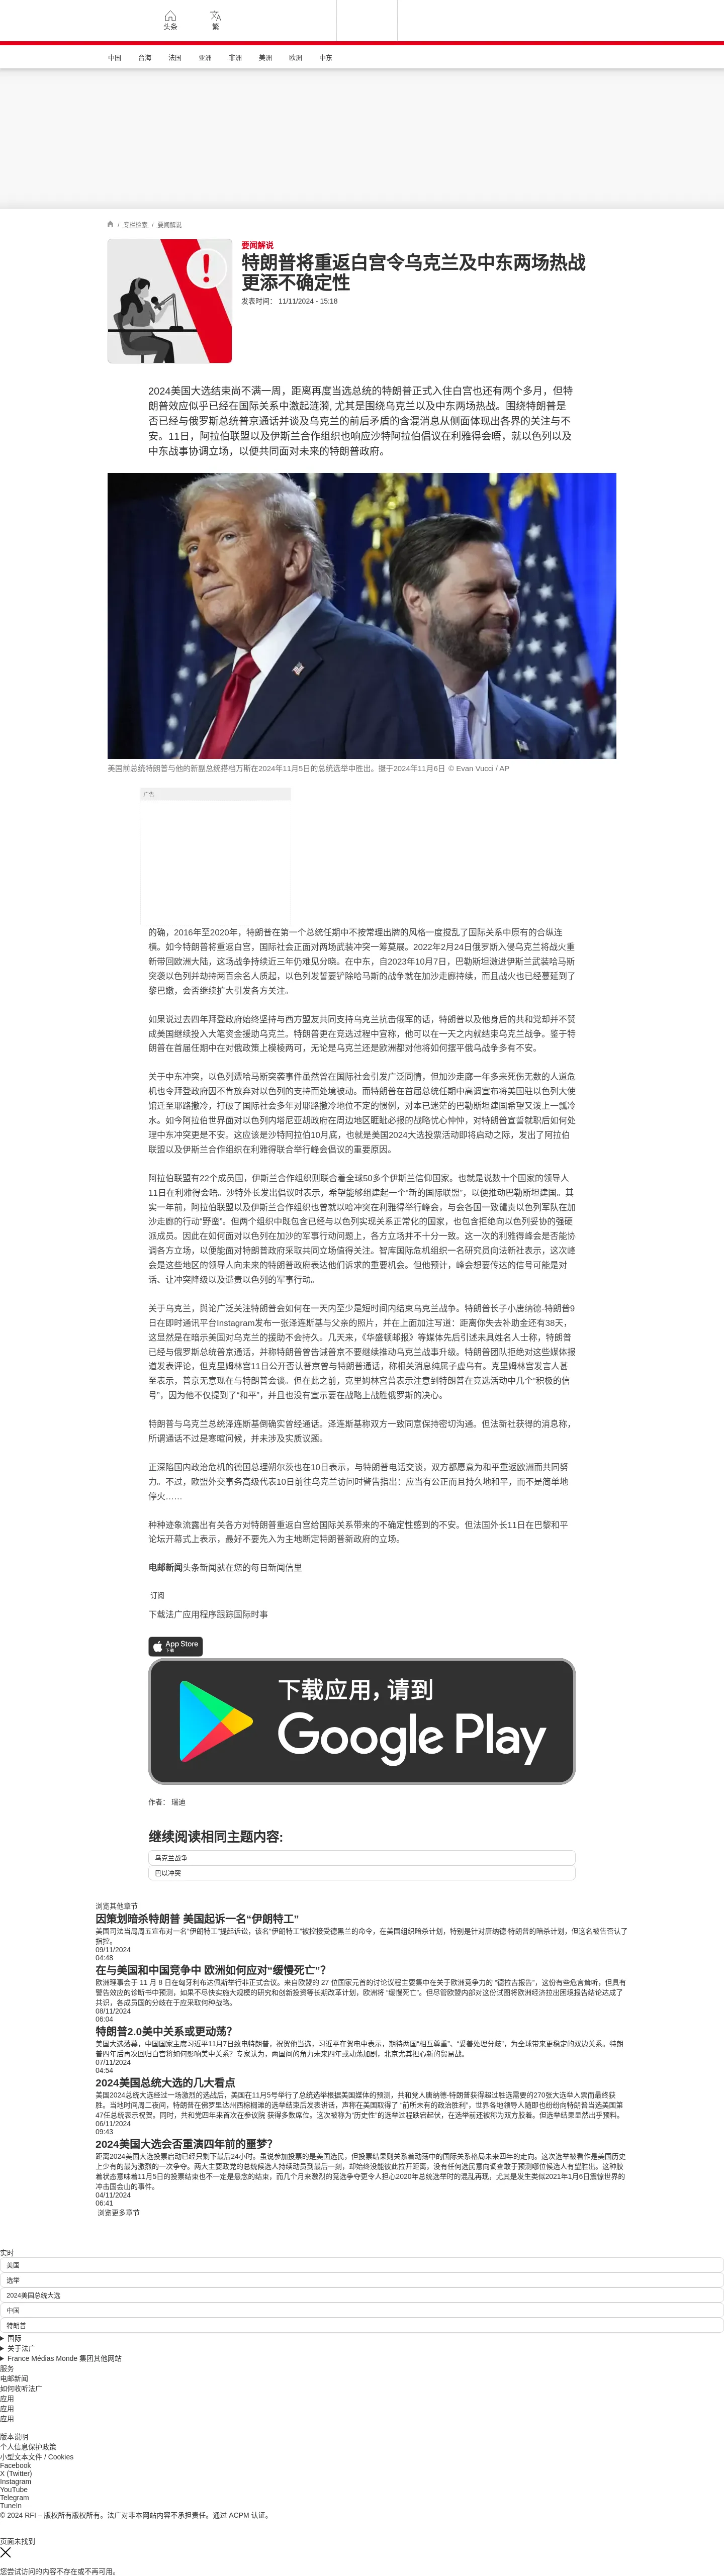 头条
繁
中国 台海 法国 亚洲 非洲 美洲 欧洲 中东
/ 专栏检索 / 要闻解说
要闻解说
特朗普将重返白宫令乌克兰及中东两场热战
更添不确定性
发表时间： 11/11/2024 - 15:18
2024美国大选结束尚不满一周，距离再度当选总统的特朗普正式入住白宫也还有两个多月，但特
朗普效应似乎已经在国际关系中激起涟漪, 尤其是围绕乌克兰以及中东两场热战。围绕特朗普是
否已经与俄罗斯总统普京通话并谈及乌克兰的前后矛盾的含混消息从侧面体现出各界的关注与不
安。11日，阿拉伯联盟以及伊斯兰合作组织也响应沙特阿拉伯倡议在利雅得会晤，就以色列以及
中东战事协调立场，以便共同面对未来的特朗普政府。
美国前总统特朗普与他的新副总统搭档万斯在2024年11月5日的总统选举中胜出。摄于2024年11月6日 © Evan Vucci / AP
广告
的确，2016年至2020年，特朗普在第一个总统任期中不按常理出牌的风格一度搅乱了国际关系中原有的合纵连
横。如今特朗普将重返白宫，国际社会正面对两场武装冲突一筹莫展。2022年2月24日俄罗斯入侵乌克兰将战火重
新带回欧洲大陆，这场战争持续近三年仍难见分晓。在中东，自2023年10月7日，巴勒斯坦激进伊斯兰武装哈马斯
突袭以色列并劫持两百余名人质起，以色列发誓要铲除哈马斯的战争就在加沙走廊持续，而且战火也已经蔓延到了
黎巴嫩，会否继续扩大引发各方关注。
如果说过去四年拜登政府始终坚持与西方盟友共同支持乌克兰抗击俄军的话，特朗普以及他身后的共和党却并不赞
成美国继续投入大笔资金援助乌克兰。特朗普更在竞选过程中宣称，他可以在一天之内就结束乌克兰战争。鉴于特
朗普在首届任期中在对俄政策上模棱两可，无论是乌克兰还是欧洲都对他将如何摆平俄乌战争多有不安。
关于中东冲突，以色列遭哈马斯突袭事件虽然曾在国际社会引发广泛同情，但加沙走廊一年多来死伤无数的人道危
机也令拜登政府因不肯放弃对以色列的支持而处境被动。而特朗普在首届总统任期中高调宣布将美国驻以色列大使
馆迁至耶路撒冷，打破了国际社会多年对耶路撒冷地位不定的惯例，对本已迷茫的巴勒斯坦建国希望又泼上一瓢冷
水。如今阿拉伯世界面对以色列内塔尼亚胡政府在周边地区睚眦必报的战略忧心忡忡，对特朗普宣誓就职后如何处
理中东冲突更是不安。这应该是沙特阿拉伯10月底，也就是美国2024大选投票活动即将启动之际，发出了阿拉伯
联盟以及伊斯兰合作组织在利雅得联合举行峰会倡议的重要原因。
阿拉伯联盟有22个成员国，伊斯兰合作组织则联合着全球50多个伊斯兰信仰国家。也就是说数十个国家的领导人
11日在利雅得会晤。沙特外长发出倡议时表示，希望能够组建起一个“新的国际联盟”，以便推动巴勒斯坦建国。其
实一年前，阿拉伯联盟以及伊斯兰合作组织也曾就以哈冲突在利雅得举行峰会，与会各国一致谴责以色列军队在加
沙走廊的行动“野蛮”。但两个组织中既包含已经与以色列实现关系正常化的国家，也包含拒绝向以色列妥协的强硬
派成员。因此在如何面对以色列在加沙的军事行动问题上，各方立场并不十分一致。这一次的利雅得峰会是否能协
调各方立场，以便能面对特朗普政府采取共同立场值得关注。智库国际危机组织一名研究员向法新社表示，这次峰
会是这些地区的领导人向未来的特朗普政府表达他们诉求的重要机会。但他预计，峰会想要传达的信号可能是对
话、让冲突降级以及谴责以色列的军事行动。
关于乌克兰，舆论广泛关注特朗普会如何在一天内至少是短时间内结束乌克兰战争。特朗普长子小唐纳德-特朗普9
日在即时通讯平台Instagram发布一张泽连斯基与父亲的照片，并在上面加注写道：距离你失去补助金还有38天，
这显然是在暗示美国对乌克兰的援助不会持久。几天来，《华盛顿邮报》等媒体先后引述未具姓名人士称，特朗普
已经与俄罗斯总统普京通话，并称特朗普曾告诫普京不要继续推动乌克兰战事升级。特朗普团队拒绝对这些媒体报
道发表评论，但克里姆林宫11日公开否认普京曾与特朗普通话，称相关消息纯属子虚乌有。克里姆林宫发言人甚
至表示，普京无意现在与特朗普会谈。但在此之前，克里姆林宫曾表示注意到特朗普在竞选活动中几个“积极的信
号”，因为他不仅提到了“和平”，并且也没有宣示要在战略上战胜俄罗斯的决心。
特朗普与乌克兰总统泽连斯基倒确实曾经通话。泽连斯基称双方一致同意保持密切沟通。但法新社获得的消息称，
所谓通话不过是寒暄问候，并未涉及实质议题。
正深陷国内政治危机的德国总理朔尔茨也在10日表示，与特朗普电话交谈，双方都愿意为和平重返欧洲而共同努
力。不过，欧盟外交事务高级代表10日前往乌克兰访问时警告指出：应当有公正而且持久地和平，而不是简单地
停火……
种种迹象流露出有关各方对特朗普重返白宫给国际关系带来的不确定性感到的不安。但法国外长11日在巴黎和平
论坛开幕式上表示，最好不要先入为主地断定特朗普新政府的立场。
电邮新闻头条新闻就在您的每日新闻信里
订阅
下载法广应用程序跟踪国际时事
App Store
下载
下载应用，请到
Google Play
作者： 瑞迪
继续阅读相同主题内容:
乌克兰战争
巴以冲突
浏览其他章节
因策划暗杀特朗普 美国起诉一名“伊朗特工”
美国司法当局周五宣布对一名“伊朗特工”提起诉讼，该名“伊朗特工”被控接受德黑兰的命令，在美国组织暗杀计划，特别是针对唐纳德·特朗普的暗杀计划，但这名被告否认了
指控。
09/11/2024
04:48
在与美国和中国竞争中 欧洲如何应对“缓慢死亡”？
欧洲理事会于 11 月 8 日在匈牙利布达佩斯举行非正式会议。来自欧盟的 27 位国家元首的讨论议程主要集中在关于欧洲竞争力的 “德拉吉报告”，这份有些危言耸听，但具有
警告效应的诊断书中预测，如果不尽快实施大规模的研究和创新投资等长期改革计划，欧洲将 “缓慢死亡”。但尽管欧盟内部对这份试图将欧洲经济拉出困境报告结论达成了
共识，各成员国的分歧在于应采取何种战略。
08/11/2024
06:04
特朗普2.0美中关系或更动荡？
美国大选落幕，中国国家主席习近平11月7日致电特朗普，祝贺他当选，习近平在贺电中表示，期待两国“相互尊重”、“妥善处理分歧”，为全球带来更稳定的双边关系。特朗
普四年后再次回归白宫将如何影响美中关系？专家认为，两国间的角力未来四年或动荡加剧，北京尤其担心新的贸易战。
07/11/2024
04:54
2024美国总统大选的几大看点
美国2024总统大选经过一场激烈的选战后，美国在11月5号举行了总统选举根据美国媒体的预测，共和党人唐纳德·特朗普获得超过胜选需要的270张大选举人票而最终获
胜。当地时间周二夜间，特朗普在佛罗里达州西棕榈滩的选举结束后发表讲话，声称在美国取得了 “前所未有的政治胜利”，世界各地领导人随即也纷纷向特朗普当选美国第
47任总统表示祝贺。同时，共和党四年来首次在参议院 获得多数席位。这次被称为“历史性”的选举过程跌宕起伏，在选举前还被称为双方胶着。但选举结果显然出乎预料。
06/11/2024
09:43
2024美国大选会否重演四年前的噩梦？
距离2024美国大选投票启动已经只剩下最后24小时。虽说参加投票的是美国选民，但投票结果则关系着动荡中的国际关系格局未来四年的走向。这次选举被看作是美国历史
上少有的最为激烈的一次争夺。两大主要政党的总统候选人持续动员到最后一刻，却始终没能彼此拉开距离，没有任何选民意向调查敢于预测哪位候选人有望胜出。这种胶
着状态意味着11月5日的投票结束也不一定是悬念的结束，而几个月来激烈的竞选争夺更令人担心2020年总统选举时的混乱再现，尤其是发生类似2021年1月6日震惊世界的
冲击国会山的事件。
04/11/2024
06:41
浏览更多章节
实时
美国
选举
2024美国总统大选
中国
特朗普
国际
关于法广
France Médias Monde 集团其他网站
服务
电邮新闻
如何收听法广
应用
应用
应用
版本说明
个人信息保护政策
小型文本文件 / Cookies
Facebook
X (Twitter)
Instagram
YouTube
Telegram
TuneIn
© 2024 RFI – 版权所有版权所有。法广对非本网站内容不承担责任。通过 ACPM 认证。
页面未找到
您尝试访问的内容不存在或不再可用。